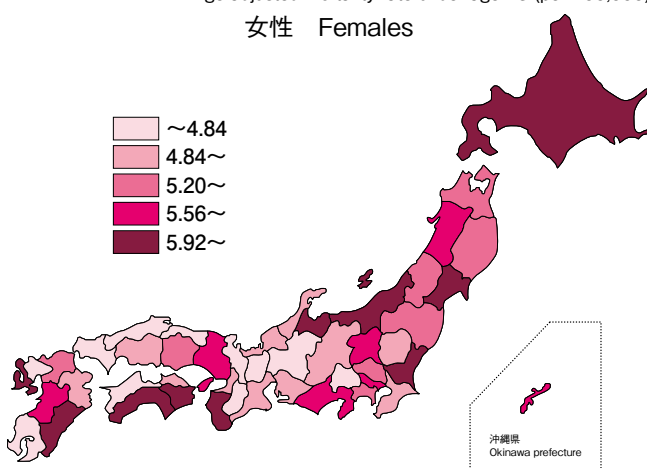 女性 Females
～4.84
4.84～
5.20～
5.56～
5.92～
沖縄県
Okinawa prefecture